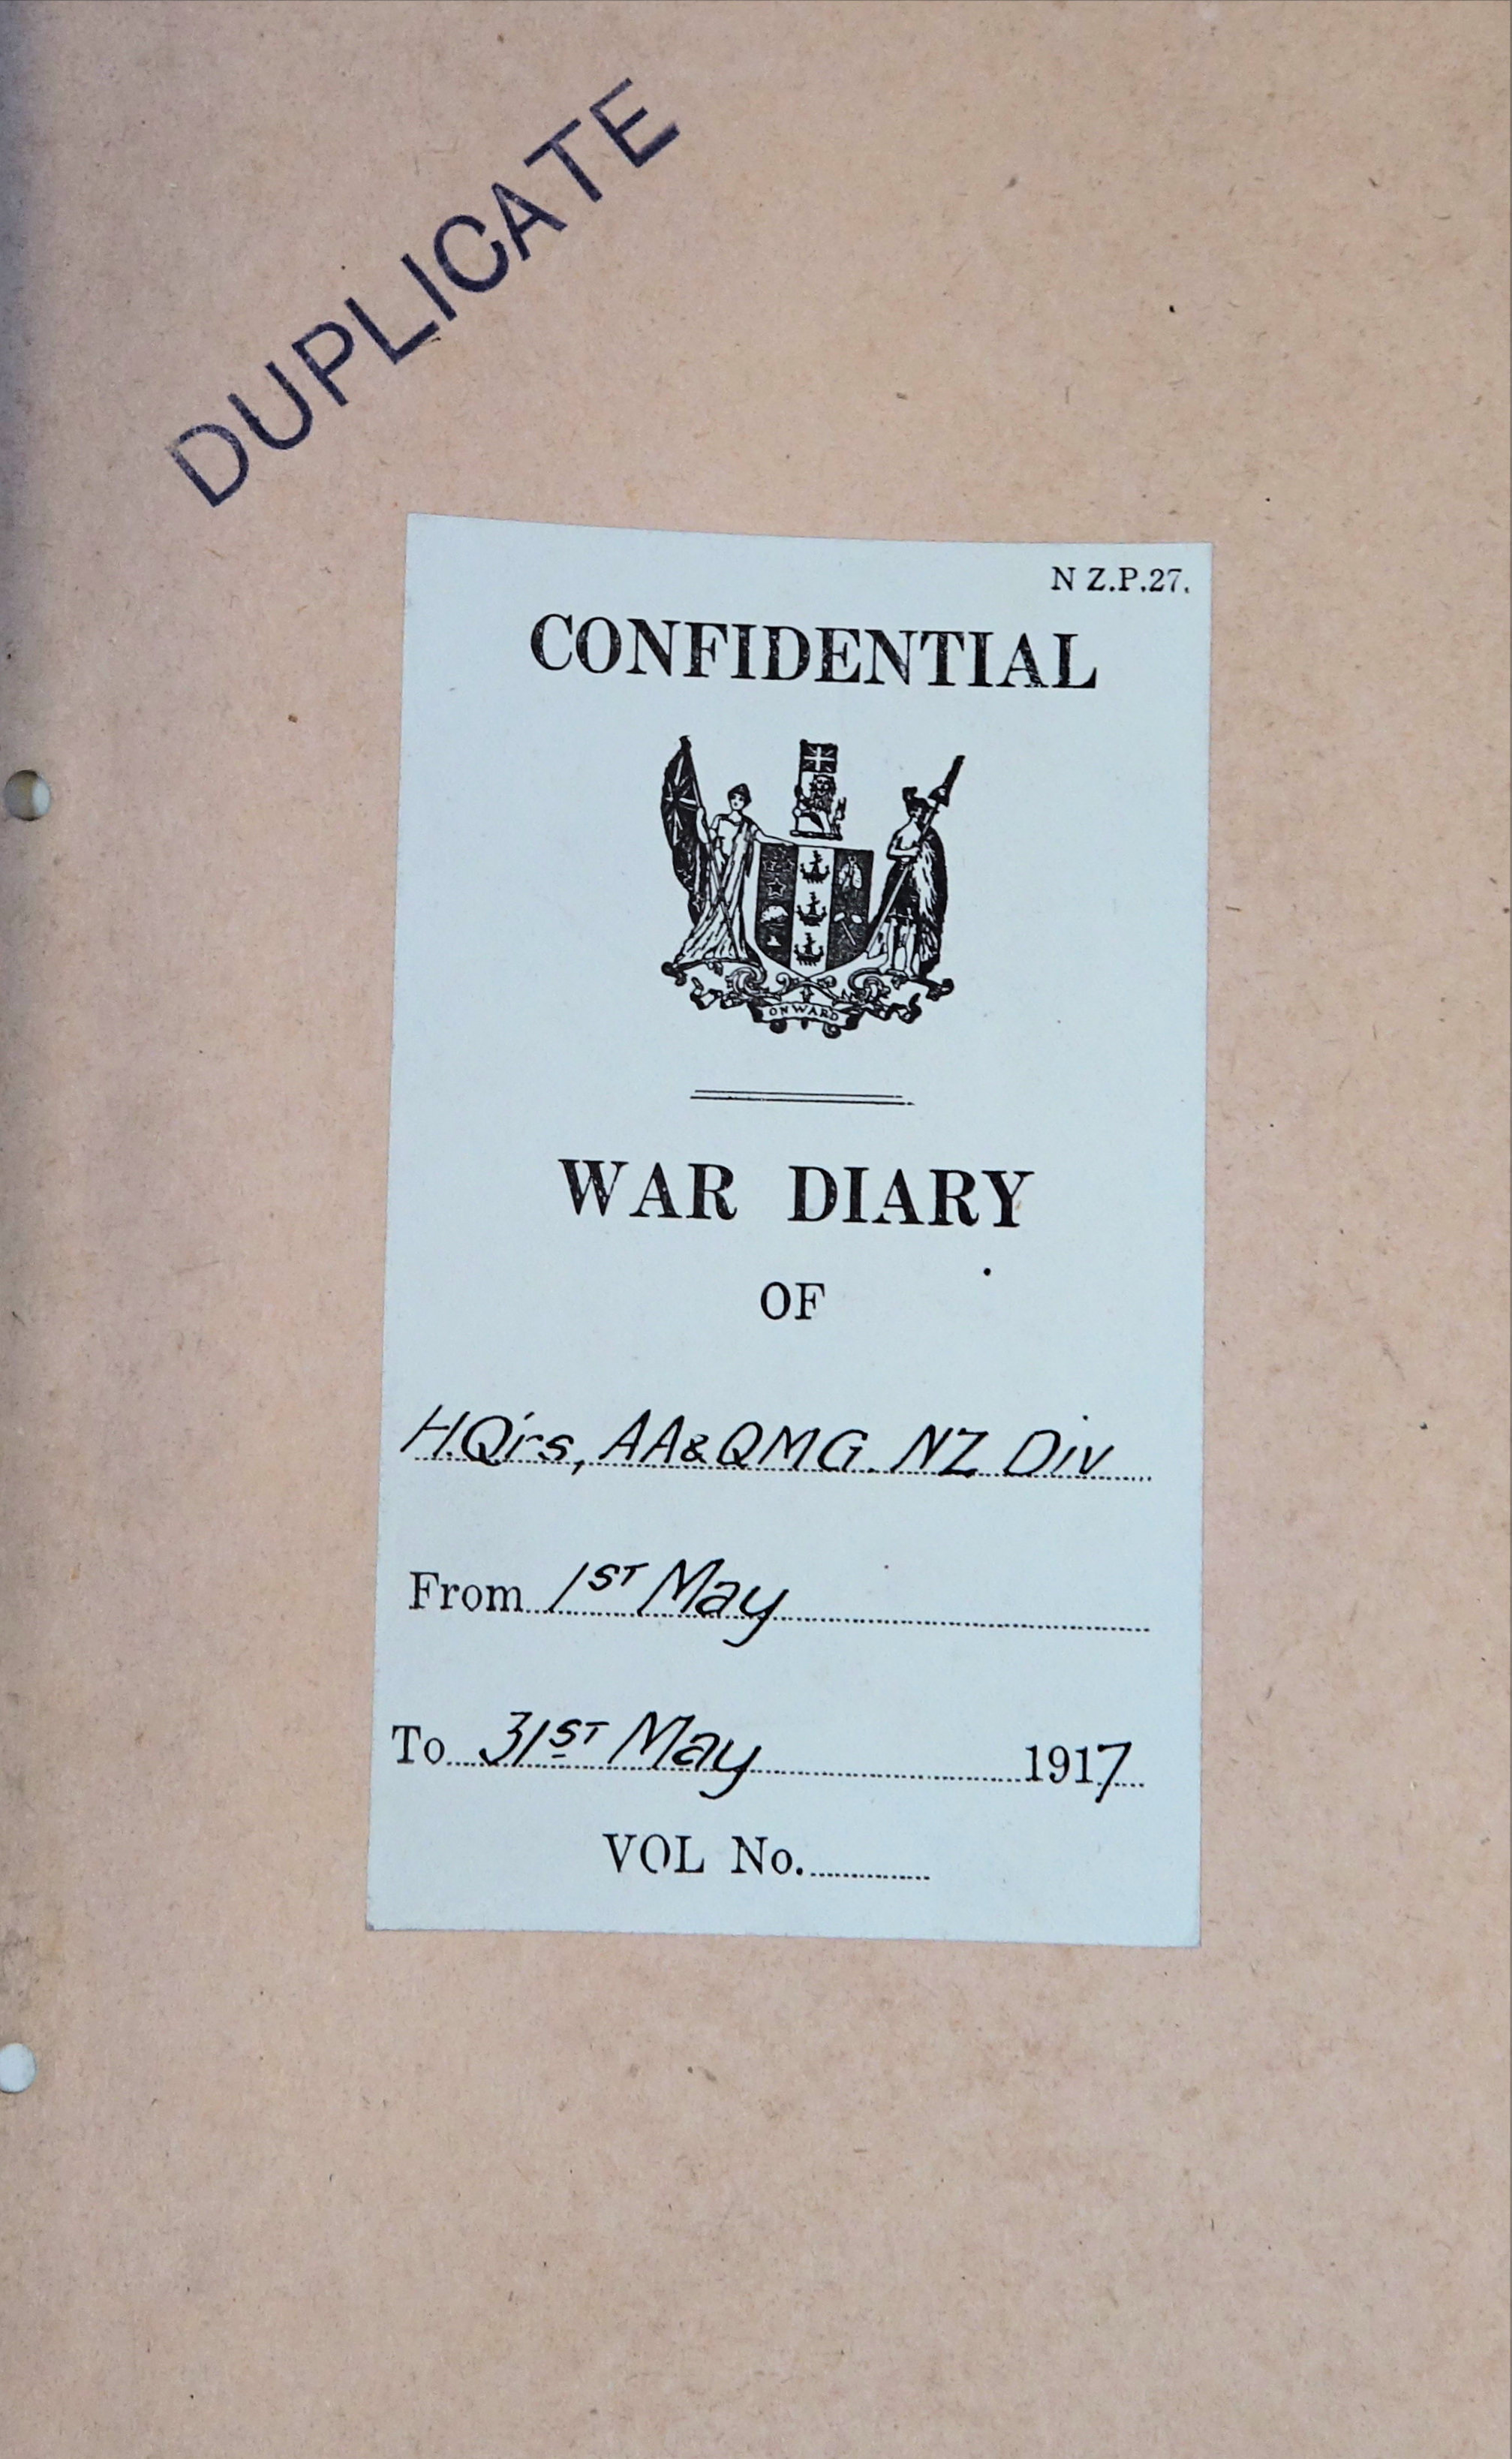 DUPLICATE
N Z.P.27.
CONFIDENTIAL
ONWARD
WAR DIARY
OF
H.Qrs, AA&QMG. NZ Div
From 1ST May
To 31ST May 1917
VOL No.